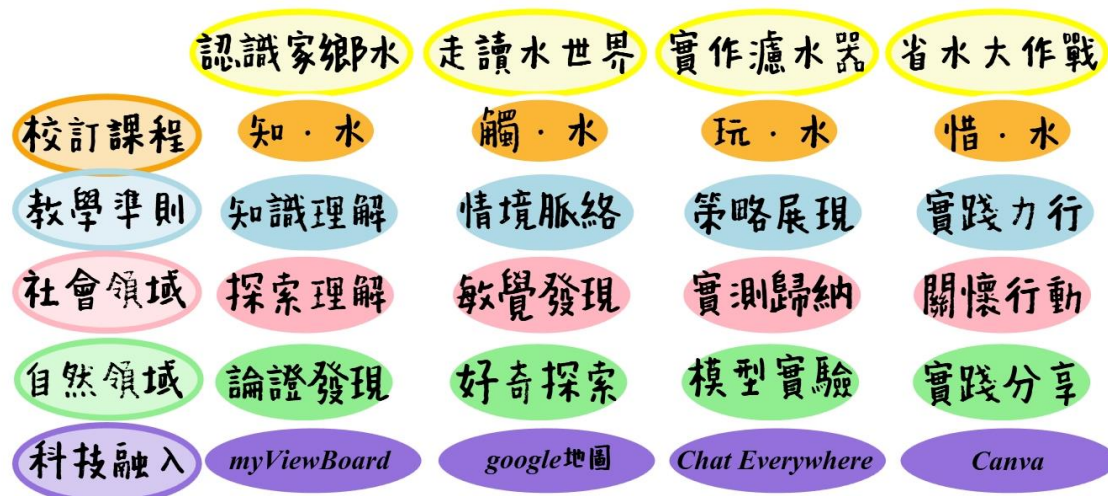 認識家鄉水 走讀水世界 實作濾水器 省水大作戰
校訂課程 知．水 觸．水 玩．水 惜．水
教學準則 知識理解 情境脈絡 策略展現 實踐力行
社會領域 探索理解 敏覺發現 實測歸納 關懷行動
自然領域 論證發現 好奇探索 模型實驗 實踐分享
科技融入 myViewBoard google地圖 Chat Everywhere Canva